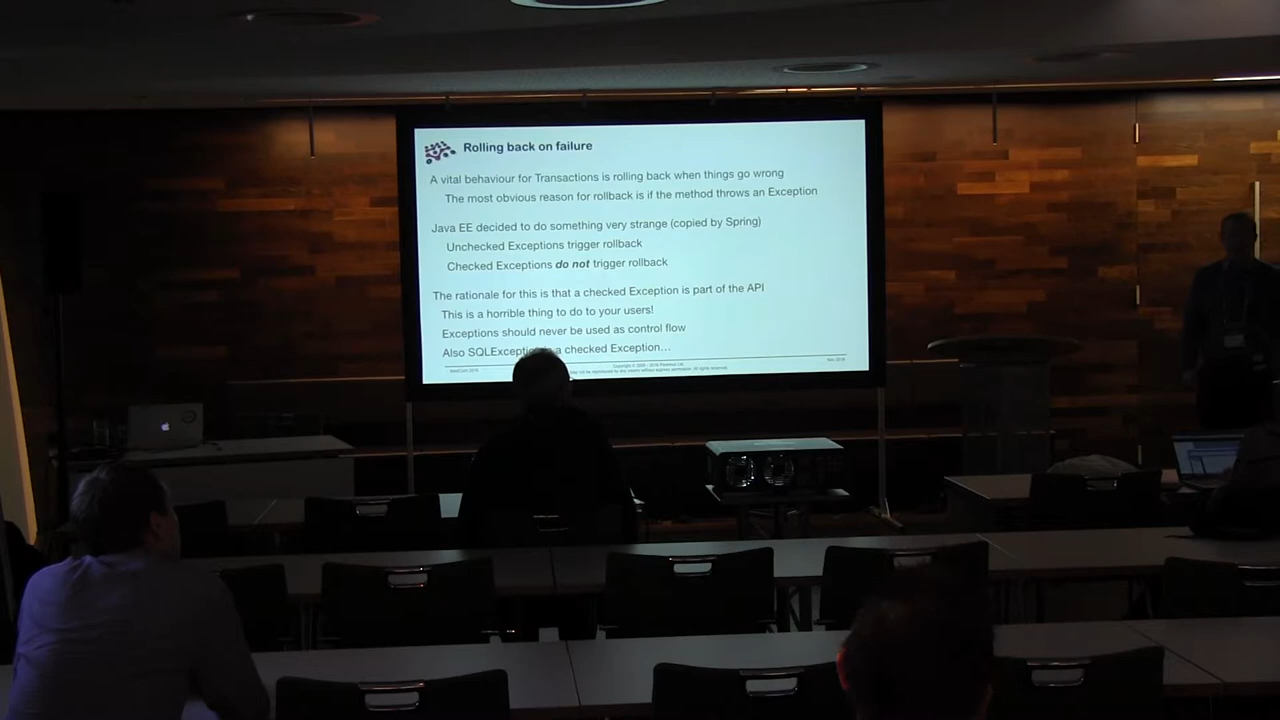 Rolling back on failure
A vital behaviour for Transactions is rolling back when things go wrong
The most obvious reason for rollback is if the method throws an Exception
Java EE decided to do something very strange (copied by Spring)
Unchecked Exceptions trigger rollback
Checked Exceptions do not trigger rollback
The rationale for this is that a checked Exception is part of the API
This is a horrible thing to do to your users!
Exceptions should never be used as control flow
Also SQLException a checked Exception…